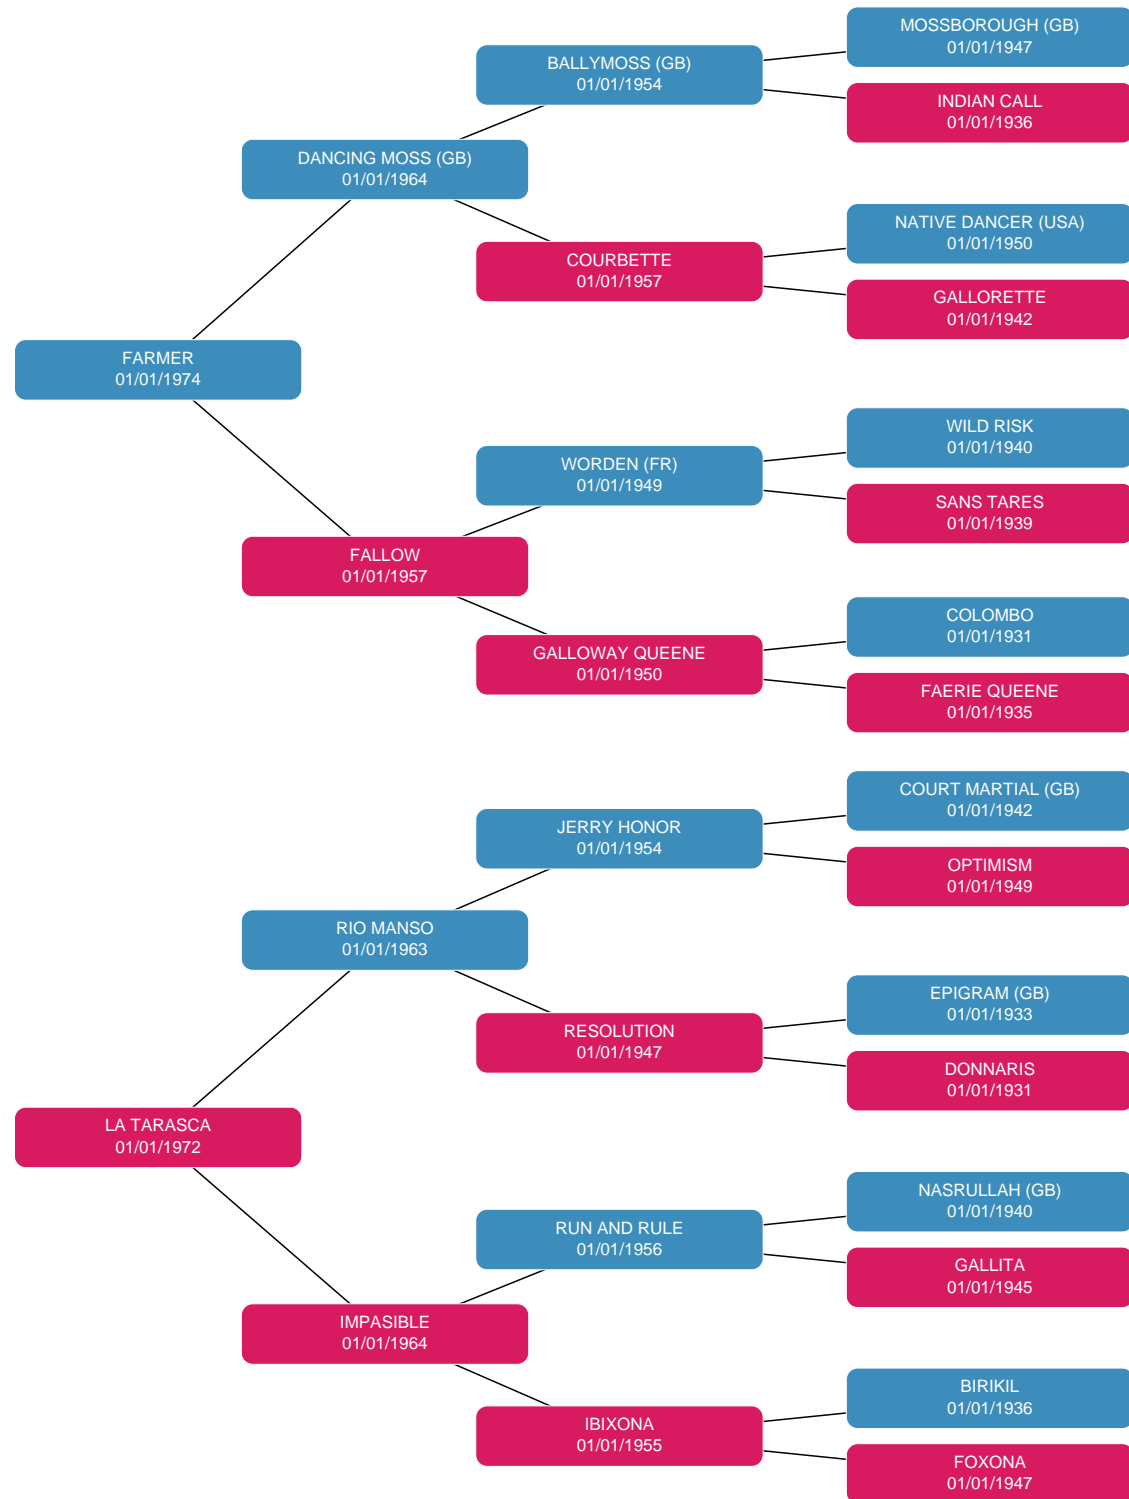 MOSSBOROUGH (GB)
01/01/1947
BALLYMOSS (GB)
01/01/1954
INDIAN CALL
01/01/1936
DANCING MOSS (GB)
01/01/1964
NATIVE DANCER (USA)
01/01/1950
COURBETTE
01/01/1957
GALLORETTE
01/01/1942
FARMER
01/01/1974
WILD RISK
01/01/1940
WORDEN (FR)
01/01/1949
SANS TARES
01/01/1939
FALLOW
01/01/1957
COLOMBO
01/01/1931
GALLOWAY QUEENE
01/01/1950
FAERIE QUEENE
01/01/1935
COURT MARTIAL (GB)
01/01/1942
JERRY HONOR
01/01/1954
OPTIMISM
01/01/1949
RIO MANSO
01/01/1963
EPIGRAM (GB)
01/01/1933
RESOLUTION
01/01/1947
DONNARIS
01/01/1931
LA TARASCA
01/01/1972
NASRULLAH (GB)
01/01/1940
RUN AND RULE
01/01/1956
GALLITA
01/01/1945
IMPASIBLE
01/01/1964
BIRIKIL
01/01/1936
IBIXONA
01/01/1955
FOXONA
01/01/1947